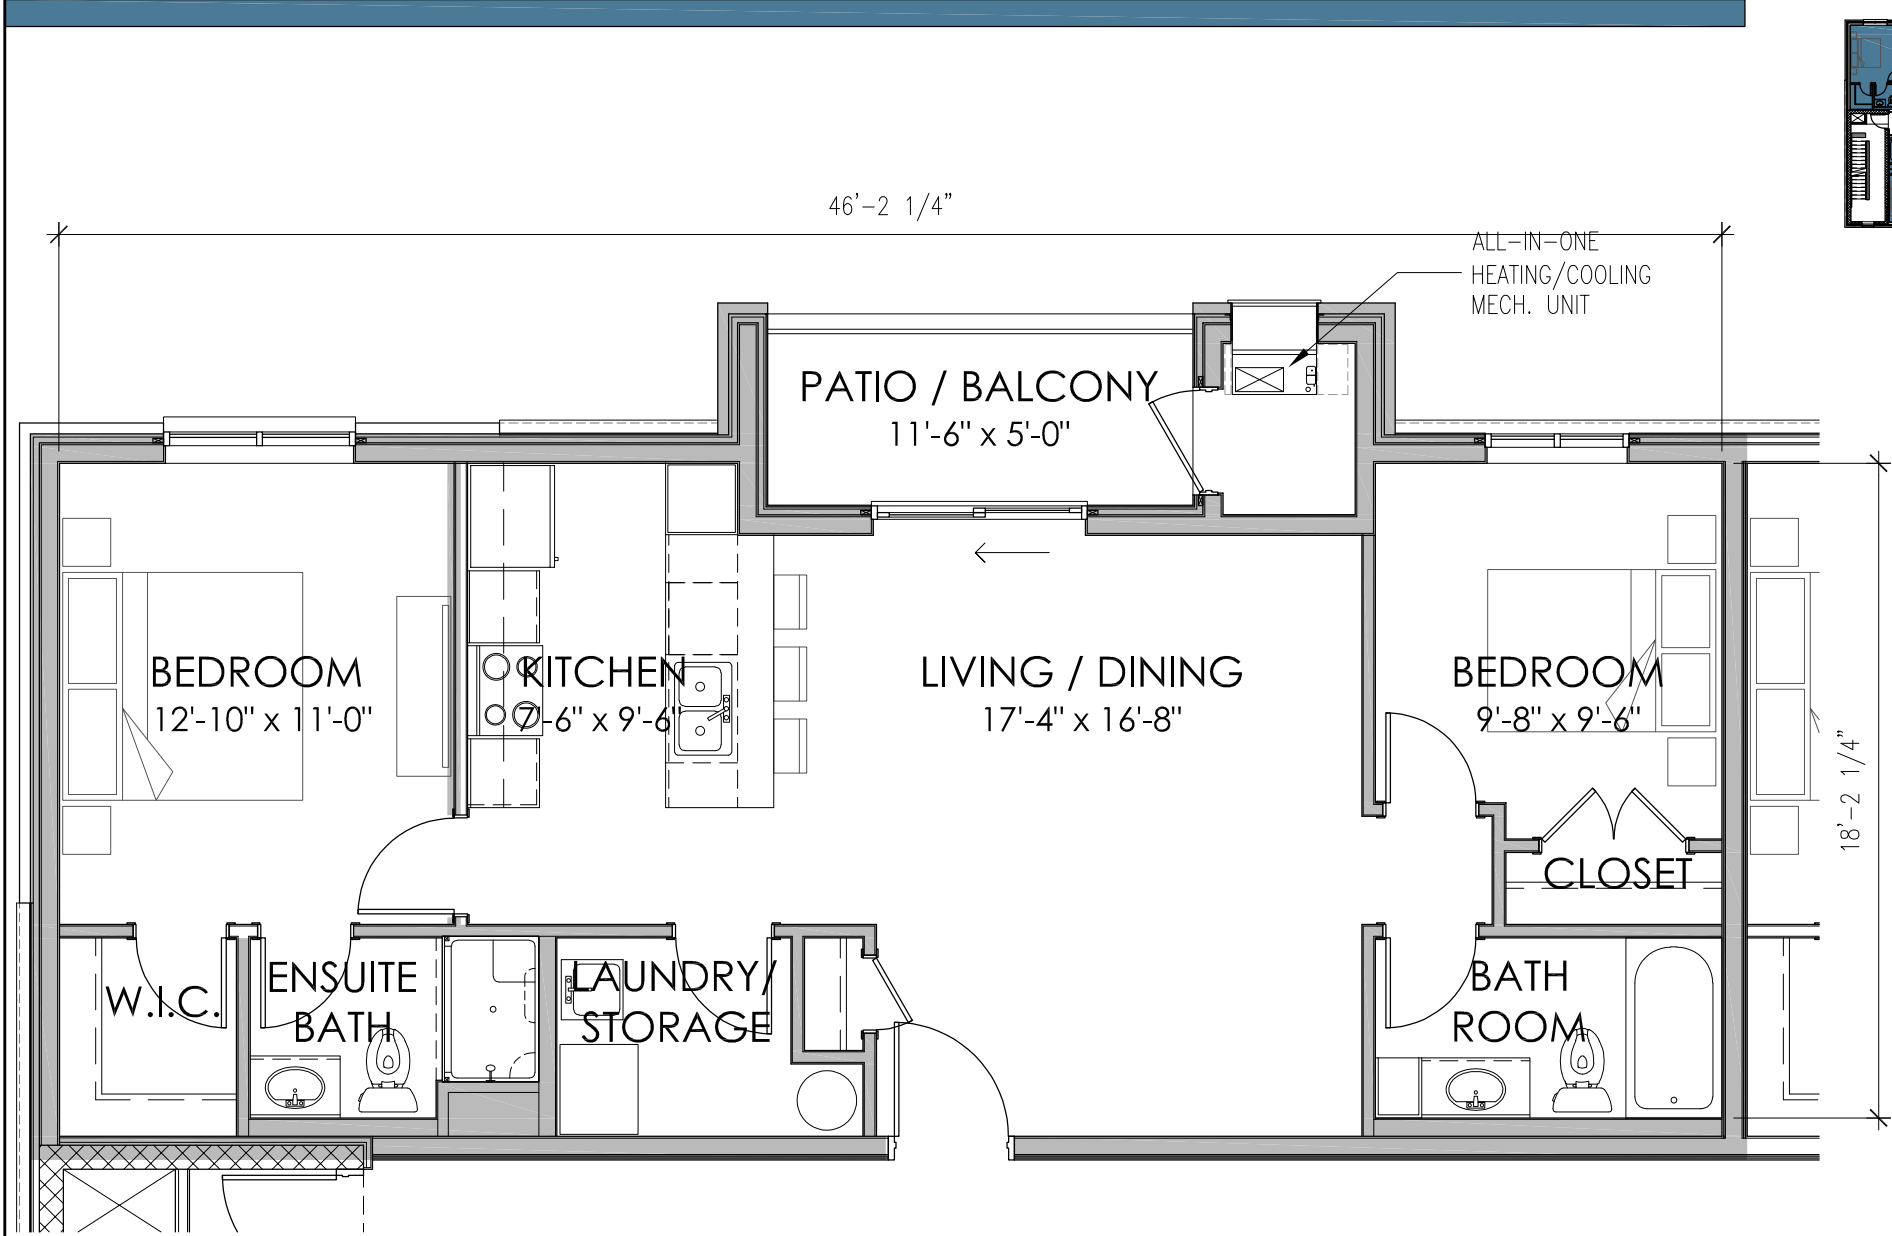 46'-2 1/4"
ALL-IN-ONE
HEATING/COOLING
MECH. UNIT
PATIO / BALCONY
11'-6" x 5'-0"
BEDROOM
12'-10" x 11'-0"
KITCHEN
7'-6" x 9'-6"
LIVING / DINING
17'-4" x 16'-8"
BEDROOM
9'-8" x 9'-6"
18'-2 1/4"
CLOSET
W.I.C.
ENSUITE
BATH
LAUNDRY/
STORAGE
BATH
ROOM